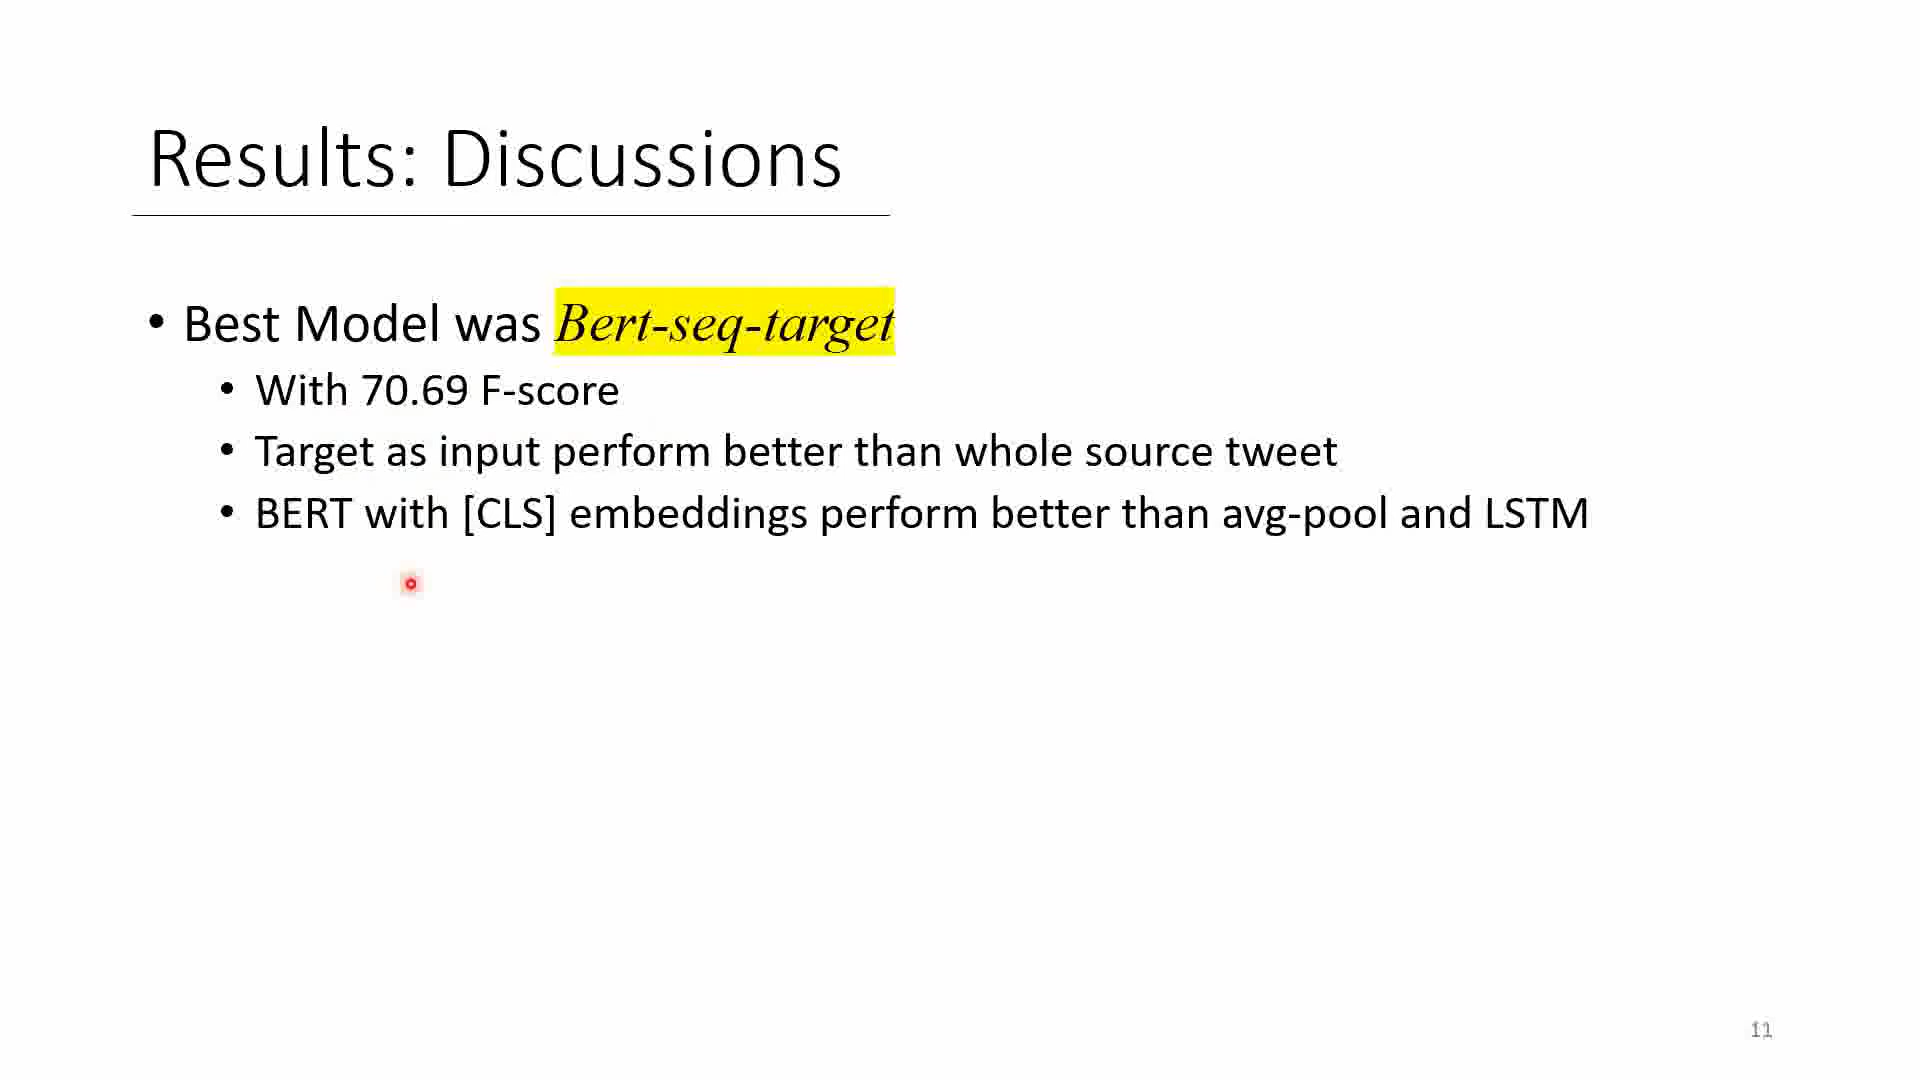 Results: Discussions
• Best Model was Bert-seq-target
• With 70.69 F-score
• Target as input perform better than whole source tweet
• BERT with [CLS] embeddings perform better than avg-pool and LSTM
11